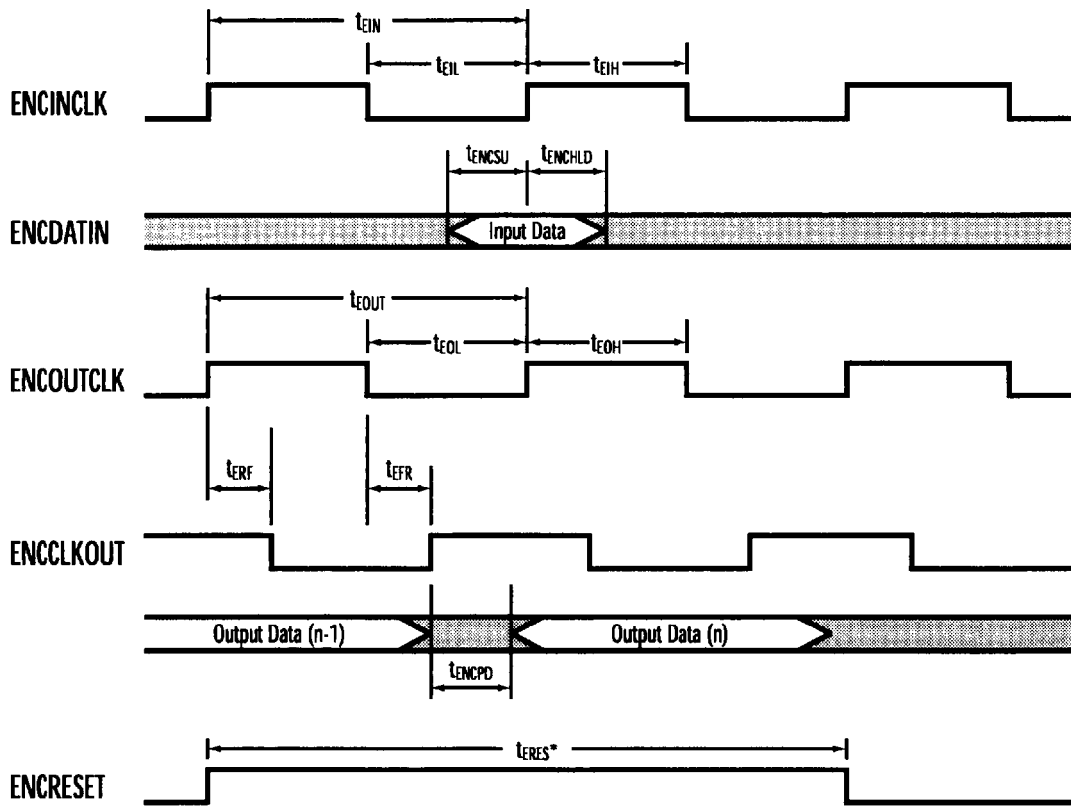 tEIN
tEIL
tEIH
ENCINCLK
tENCSU
tENCHLD
ENCDATIN
Input Data
tEOUT
tEOL
tEOH
ENCOUTCLK
tERF
tEFR
ENCCLKOUT
Output Data (n-1)
Output Data (n)
tENCPD
tERES*
ENCRESET